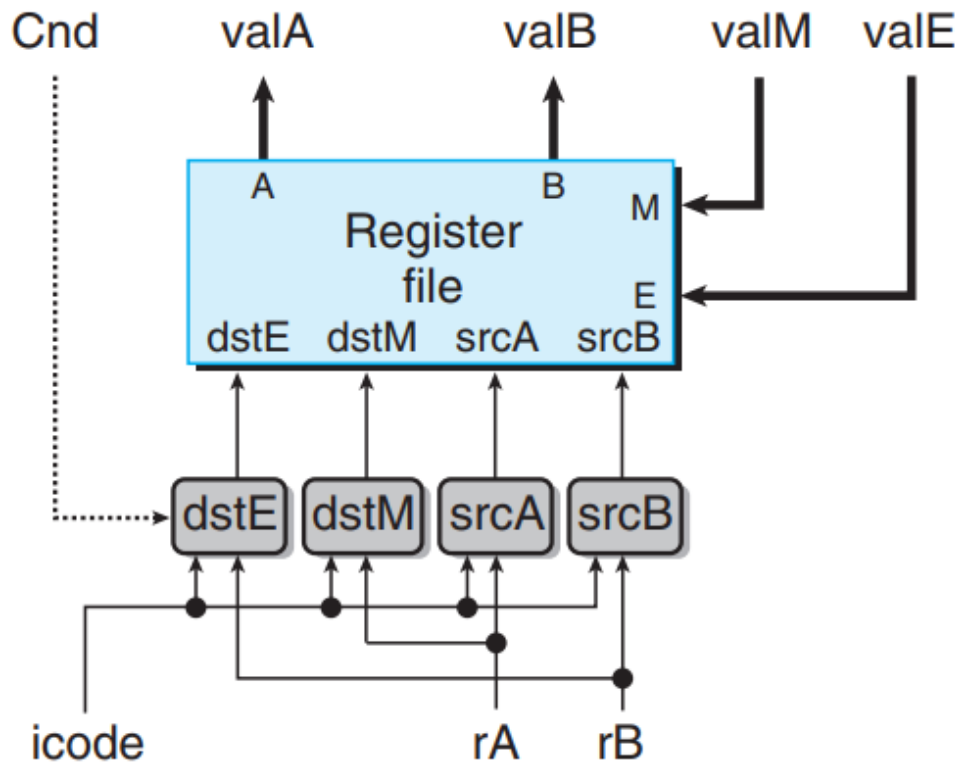 Cnd valA valB valM valE
A B
M
Register
file
E
dstE dstM srcA srcB
dstE dstM srcA srcB
icode rA rB